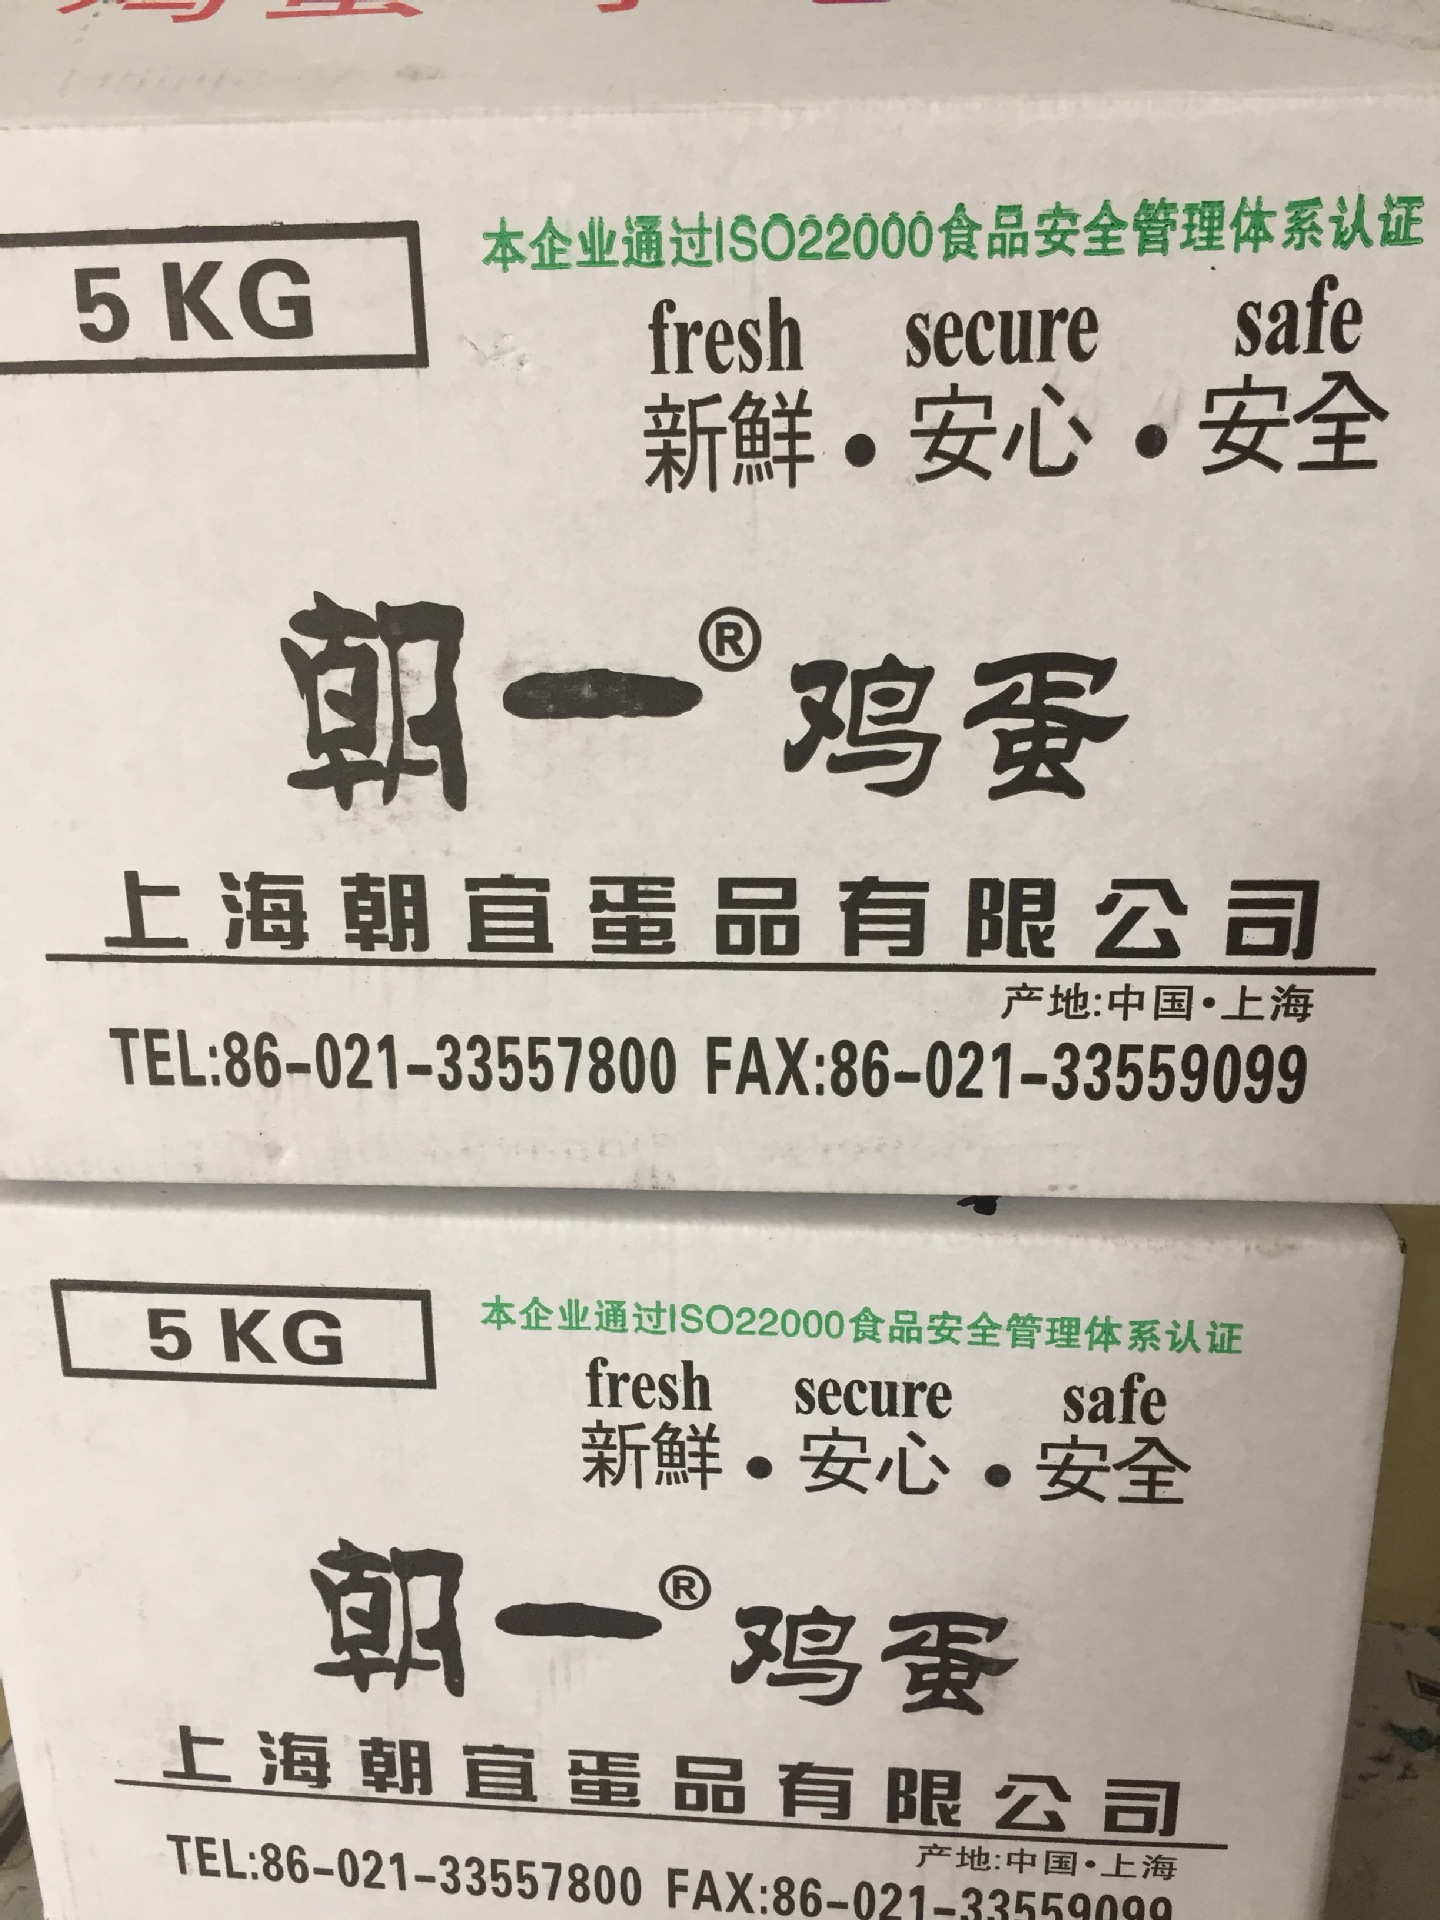 5 KG
本企业通过ISO22000食品安全管理体系认证
fresh secure safe
新鮮・安心・安全
朝一® 鸡蛋
上海朝宜蛋品有限公司
产地:中国・上海
TEL:86-021-33557800 FAX:86-021-33559099
5 KG
本企业通过ISO22000食品安全管理体系认证
fresh secure safe
新鮮・安心・安全
朝一® 鸡蛋
上海朝宜蛋品有限公司
产地:中国・上海
TEL:86-021-33557800 FAX:86-021-33559099